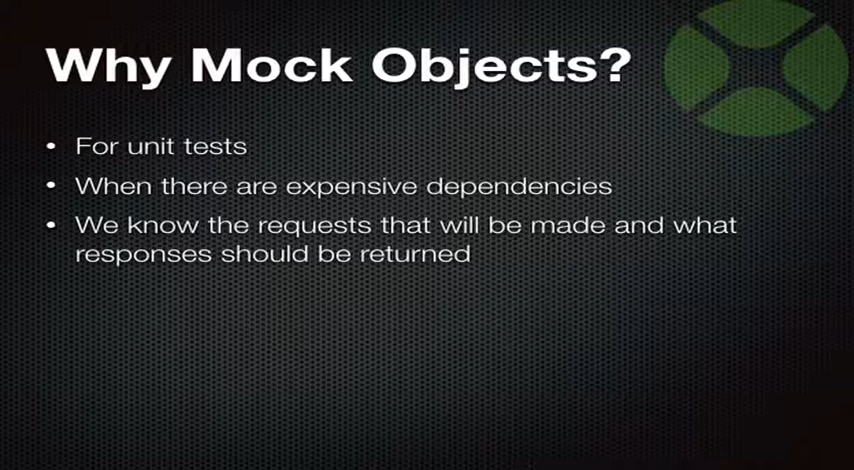 Why Mock Objects?
• For unit tests
• When there are expensive dependencies
• We know the requests that will be made and what
responses should be returned